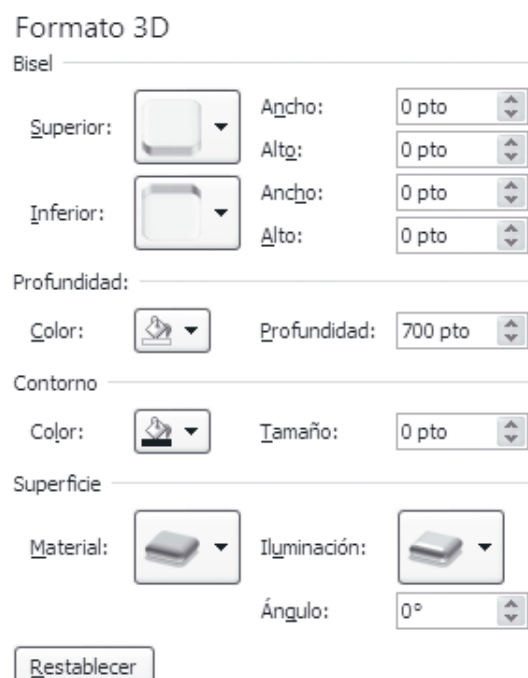 Formato 3D
Bisel
Superior:
Ancho: 0 pto
Alto: 0 pto
Inferior:
Ancho: 0 pto
Alto: 0 pto
Profundidad:
Color:
Profundidad: 700 pto
Contorno
Color:
Tamaño: 0 pto
Superficie
Material:
Iluminación:
Ángulo: 0°
Restablecer